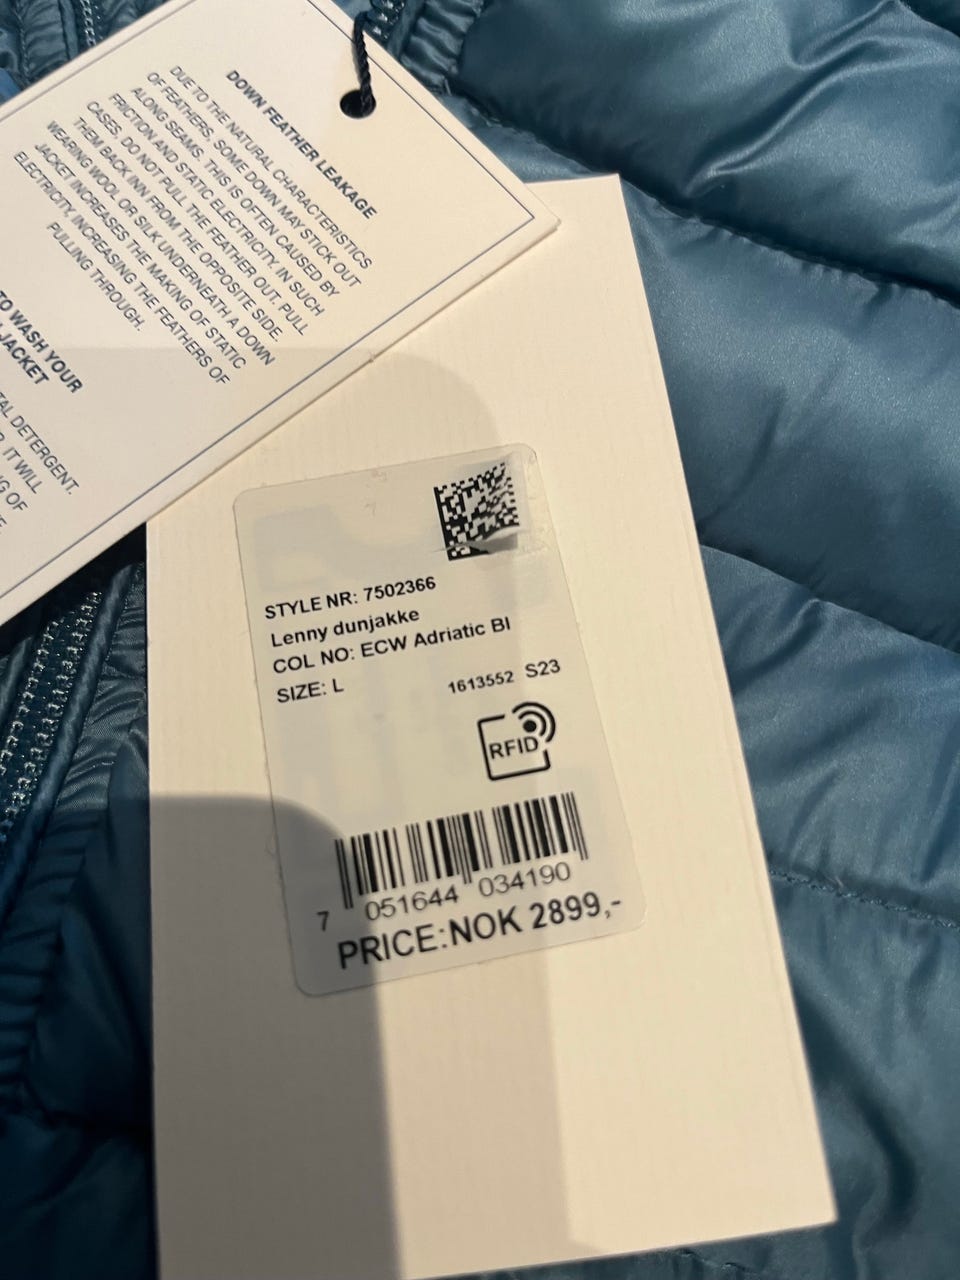 DOWN FEATHER LEAKAGE
DUE TO THE NATURAL CHARACTERISTICS
OF FEATHERS, SOME DOWN MAY STICK OUT
ALONG SEAMS. THIS IS OFTEN CAUSED BY
FRICTION AND STATIC ELECTRICITY. IN SUCH
CASES, DO NOT PULL THE FEATHER OUT. PULL
THEM BACK INN FROM THE OPPOSITE SIDE.
WEARING WOOL OR SILK UNDERNEATH A DOWN
JACKET INCREASES THE MAKING OF STATIC
ELECTRICITY, INCREASING THE FEATHERS OF
PULLING THROUGH.
TO WASH YOUR
JACKET
DETERGENT.
IT WILL
OF
STYLE NR: 7502366
Lenny dunjakke
COL NO: ECW Adriatic Bl
SIZE: L
1613552 S23
RFID
7 051644 034190
PRICE:NOK 2899,-